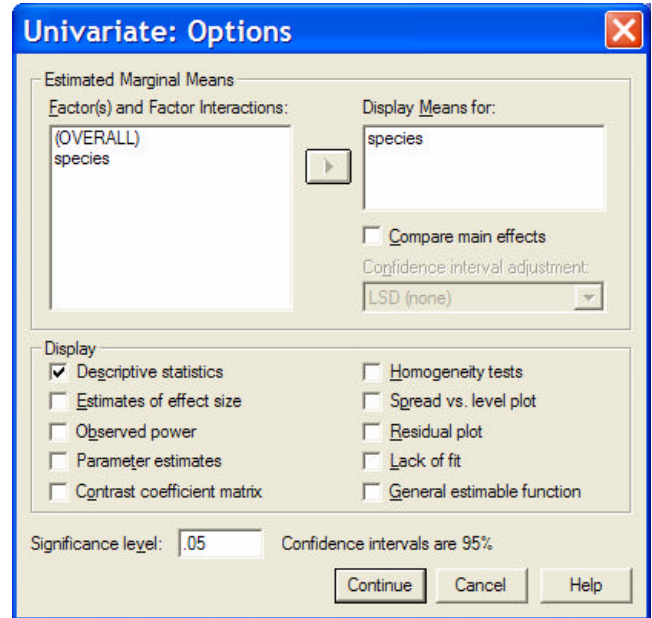 Univariate: Options
Estimated Marginal Means
Factor(s) and Factor Interactions:
(OVERALL)
species
Display Means for:
species
Compare main effects
Confidence interval adjustment:
LSD (none)
Display
Descriptive statistics
Estimates of effect size
Observed power
Parameter estimates
Contrast coefficient matrix
Homogeneity tests
Spread vs. level plot
Residual plot
Lack of fit
General estimable function
Significance level: .05 Confidence intervals are 95%
Continue Cancel Help